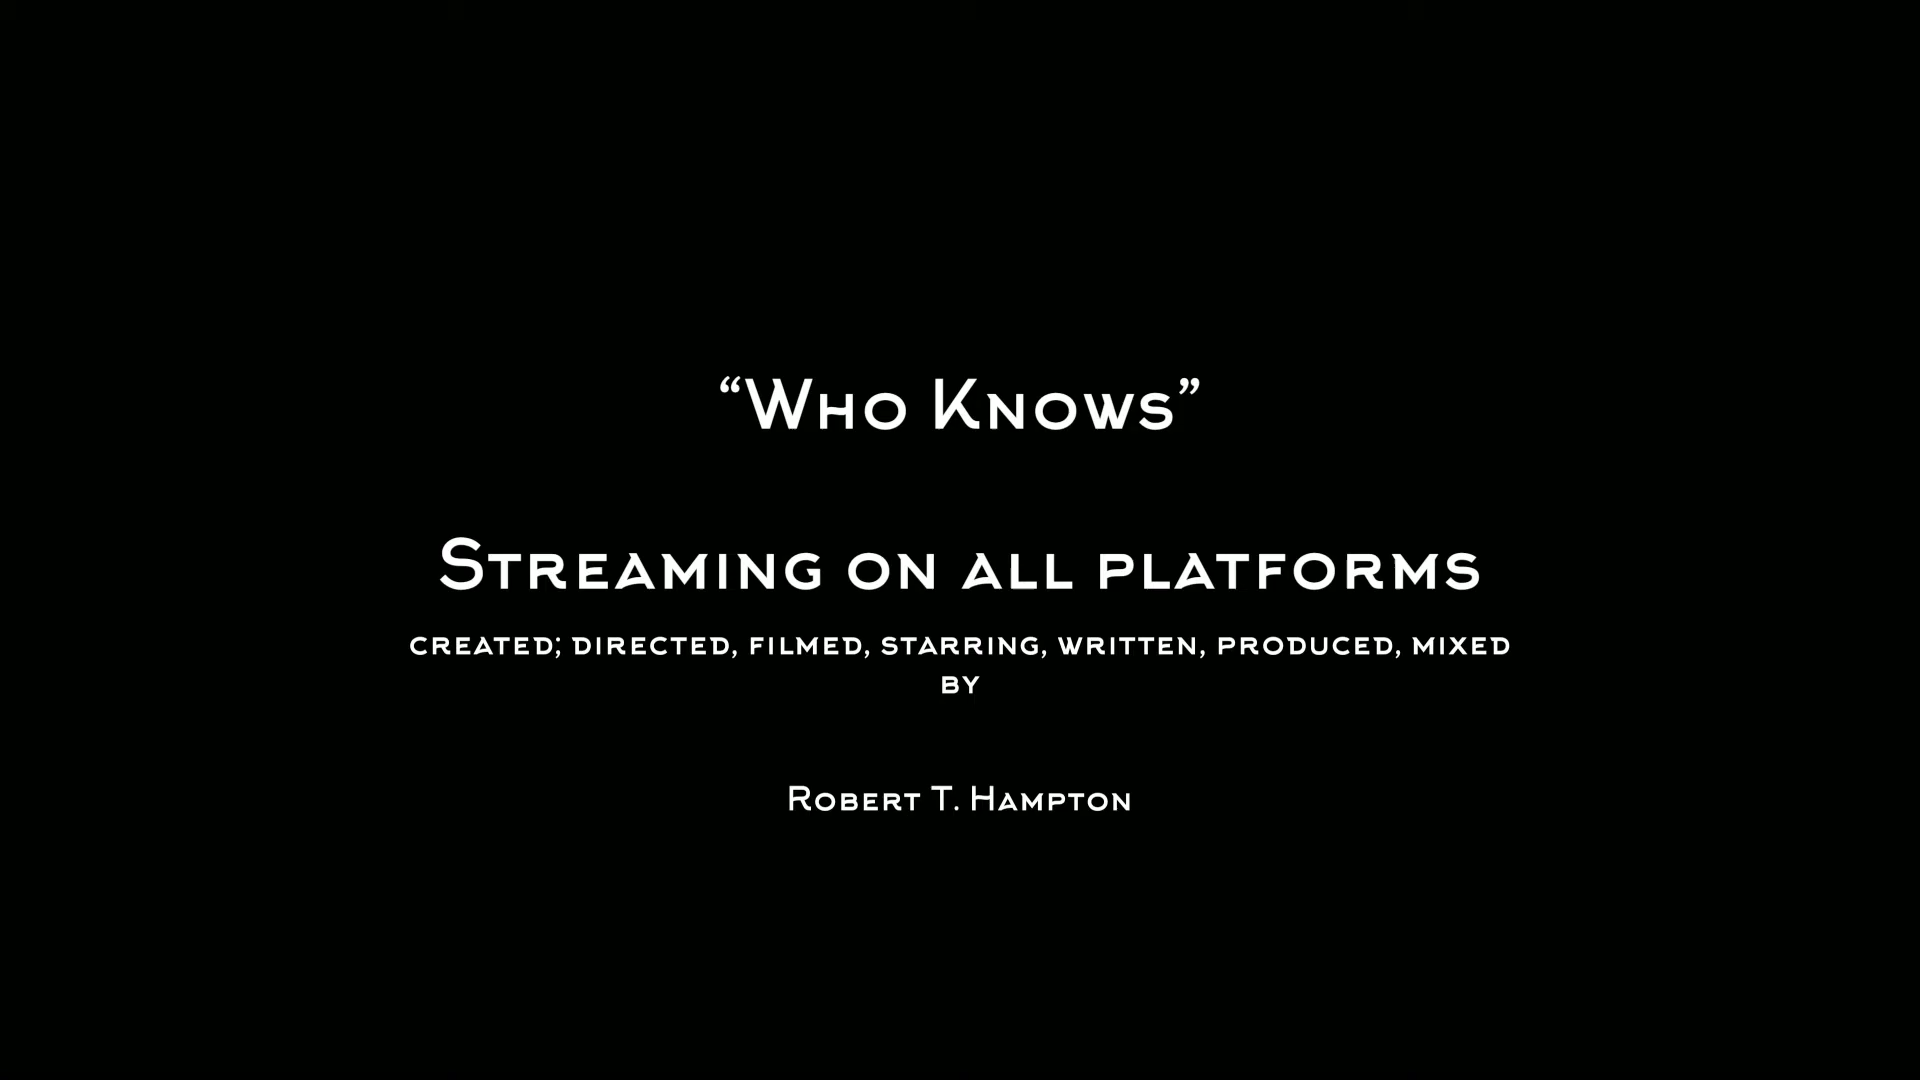 “Who Knows”
Streaming on all platforms
created; directed, filmed, starring, written, produced, mixed
by
Robert T. Hampton